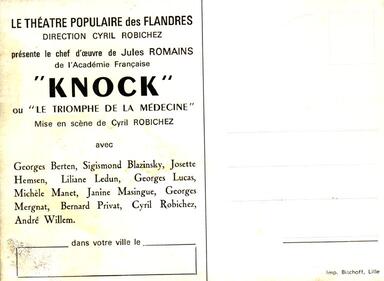 LE THÉATRE POPULAIRE des FLANDRES
DIRECTION CYRIL ROBICHEZ
présente le chef d'œuvre de Jules ROMAINS
de l'Académie Française
"KNOCK"
ou "LE TRIOMPHE DE LA MÉDECINE"
Mise en scène de Cyril ROBICHEZ
avec
Georges Berten, Sigismond Blazinsky, Josette
Hemsen, Liliane Ledun, Georges Lucas,
Michèle Manet, Janine Masingue, Georges
Mergnat, Bernard Privat, Cyril Robichez,
André Willem.
dans votre ville le
Imp. Bischoff, Lille